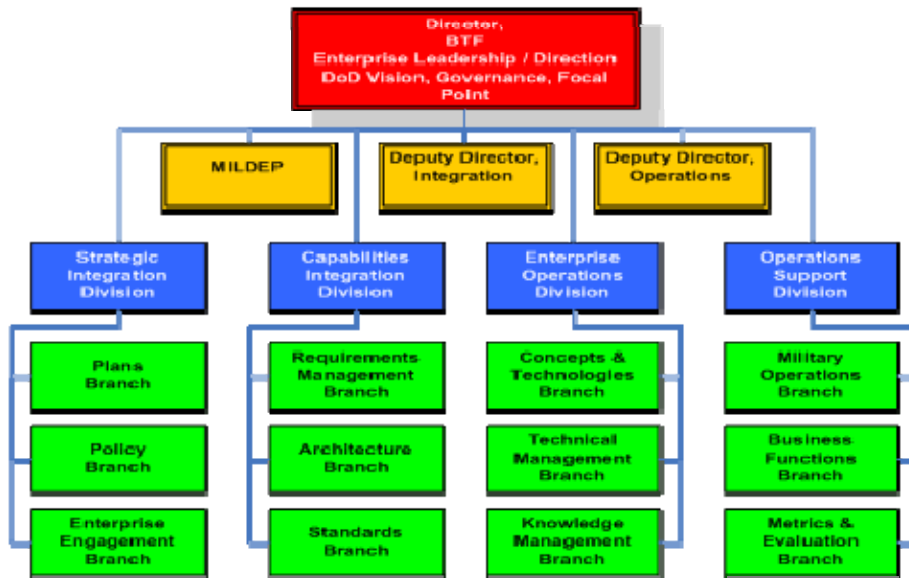 Director,
BTF
Enterprise Leadership / Direction
DoD Vision, Governance, Focal
Point
MILDEP
Deputy Director,
Integration
Deputy Director,
Operations
Strategic
Integration
Division
Capabilities
Integration
Division
Enterprise
Operations
Division
Operations
Support
Division
Plans
Branch
Requirements
Management
Branch
Concepts &
Technologies
Branch
Military
Operations
Branch
Policy
Branch
Architecture
Branch
Technical
Management
Branch
Business
Functions
Branch
Enterprise
Engagement
Branch
Standards
Branch
Knowledge
Management
Branch
Metrics &
Evaluation
Branch